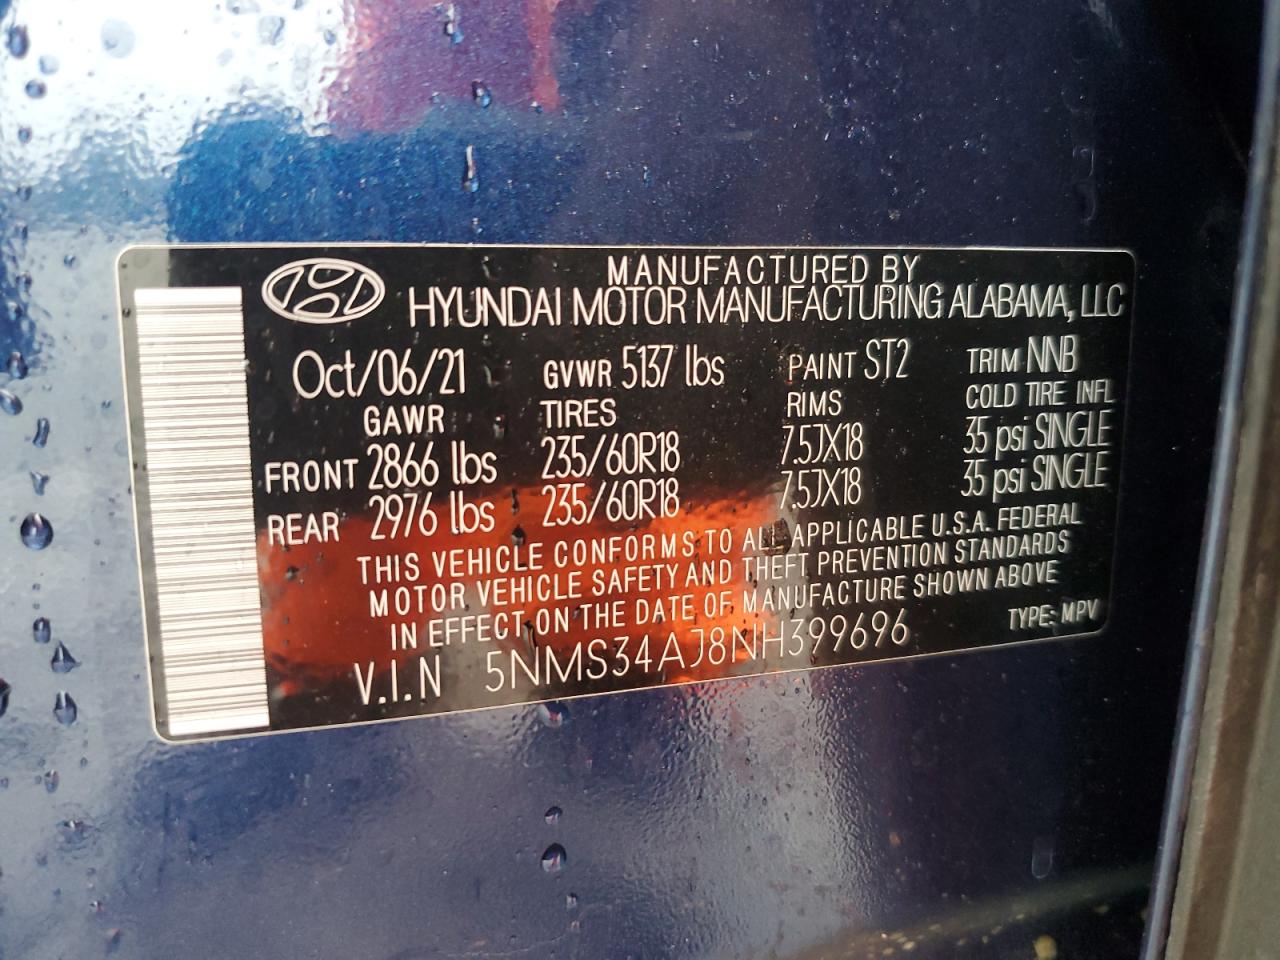 MANUFACTURED BY
HYUNDAI MOTOR MANUFACTURING ALABAMA, LLC
Oct/06/21 GVWR 5137 lbs PAINT ST2 TRIM NNB
GAWR TIRES RIMS COLD TIRE INFL
FRONT 2866 lbs 235/60R18 7.5JX18 35 psi SINGLE
REAR 2976 lbs 235/60R18 7.5JX18 35 psi SINGLE
THIS VEHICLE CONFORMS TO ALL APPLICABLE U.S.A. FEDERAL
MOTOR VEHICLE SAFETY AND THEFT PREVENTION STANDARDS
IN EFFECT ON THE DATE OF MANUFACTURE SHOWN ABOVE
V.I.N 5NMS34AJ8NH399696 TYPE: MPV